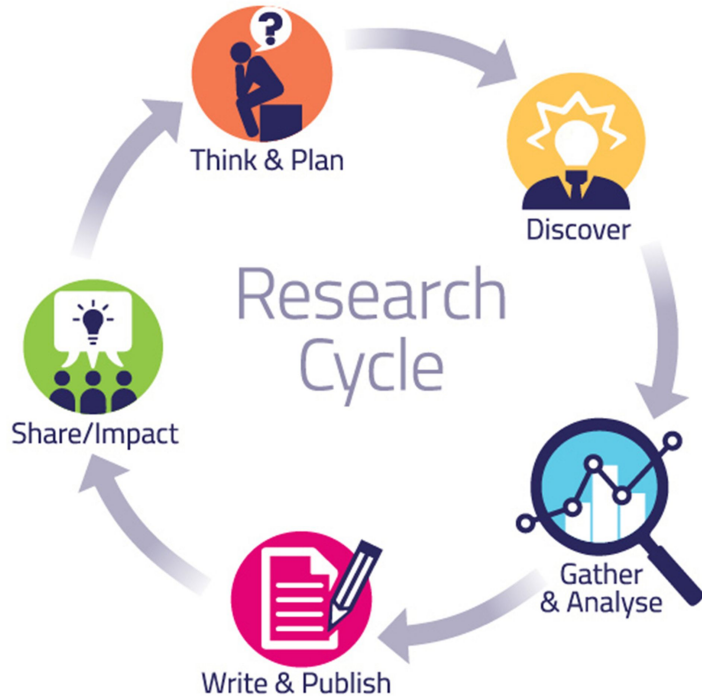 ?
Think & Plan
Discover
Research
Cycle
Share/Impact
Gather
& Analyse
Write & Publish